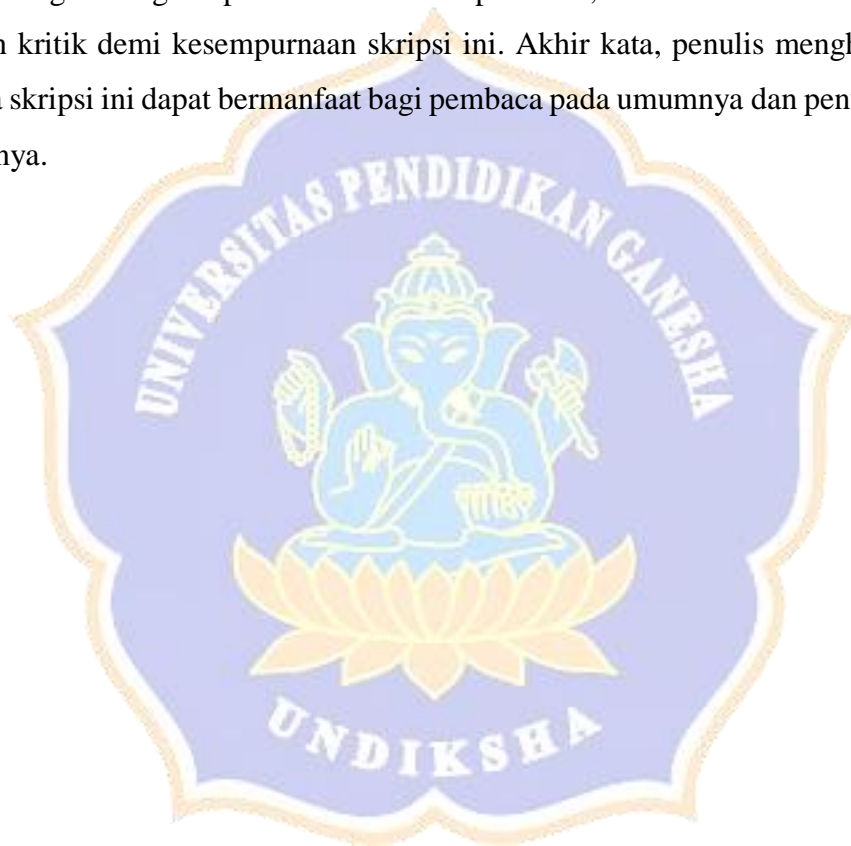 kritik demi kesempurnaan skripsi ini. Akhir kata, penulis
skripsi ini dapat bermanfaat bagi pembaca pada umumnya dan
nya.
UNIVERSITAS PENDIDIKAN GANESHA
UNDIKSHA